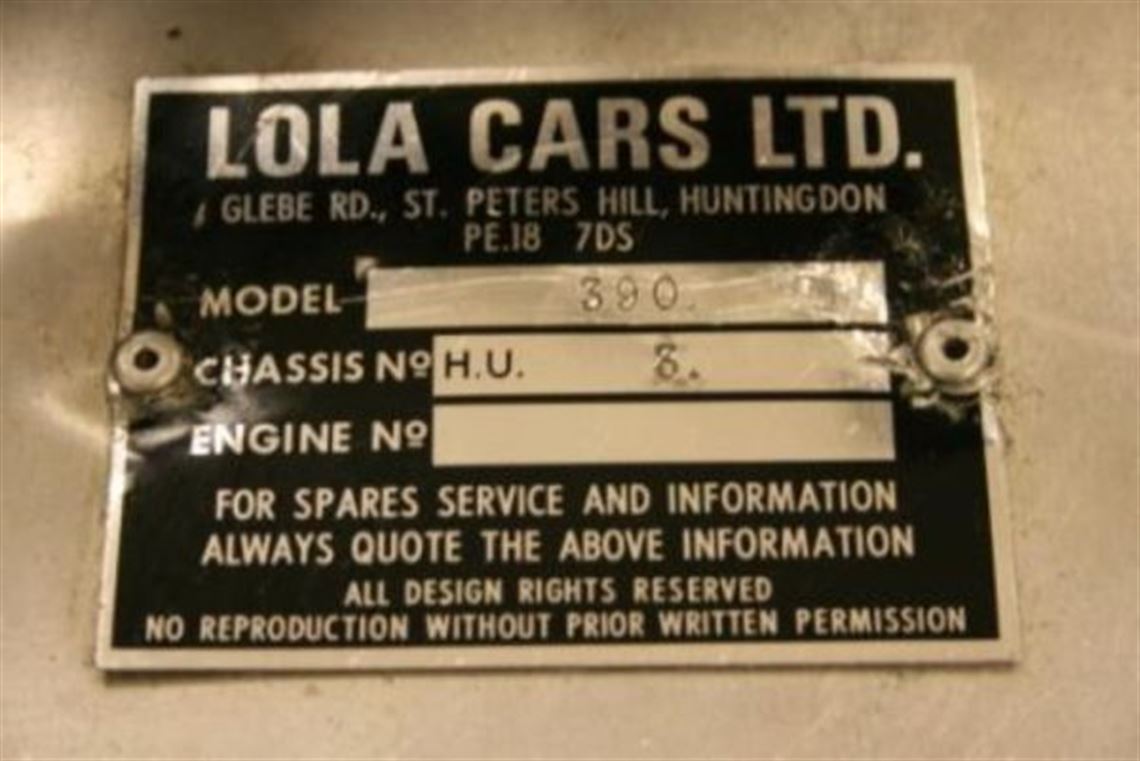 LOLA CARS LTD.
GLEBE RD., ST. PETERS HILL, HUNTINGDON
PE.18 7DS
MODEL 390.
CHASSIS Nº H.U. 3.
ENGINE Nº
FOR SPARES SERVICE AND INFORMATION
ALWAYS QUOTE THE ABOVE INFORMATION
ALL DESIGN RIGHTS RESERVED
NO REPRODUCTION WITHOUT PRIOR WRITTEN PERMISSION